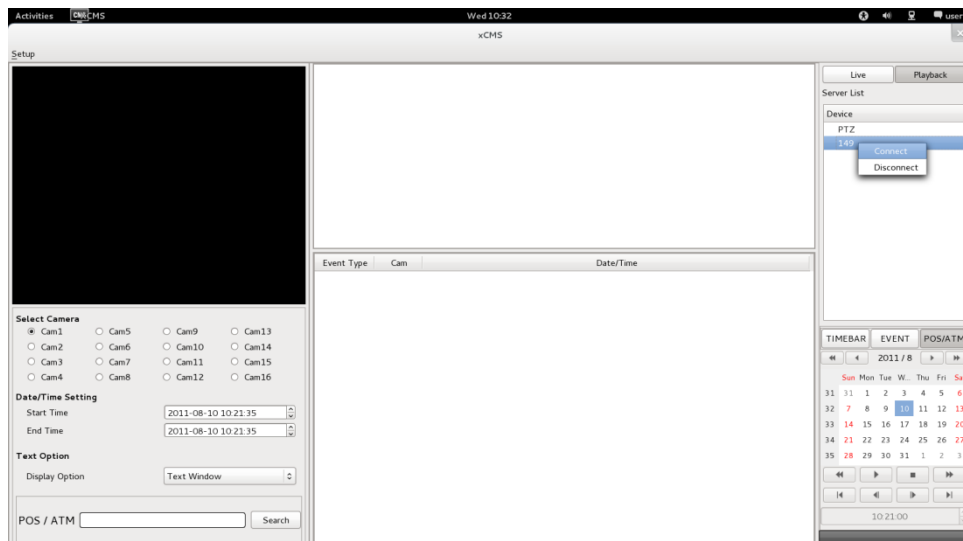 Activities CMS Wed 10:32 user
xCMS
Setup
Live Playback
Server List
Device
PTZ
149
Connect
Disconnect
Event Type Cam Date/Time
Select Camera
Cam1 Cam5 Cam9 Cam13
Cam2 Cam6 Cam10 Cam14
Cam3 Cam7 Cam11 Cam15
Cam4 Cam8 Cam12 Cam16
Date/Time Setting
Start Time 2011-08-10 10:21:35
End Time 2011-08-10 10:21:35
Text Option
Display Option Text Window
POS / ATM Search
TIMEBAR EVENT POS/ATM
2011 / 8
Sun Mon Tue W... Thu Fri Sa
31 31 1 2 3 4 5 6
32 7 8 9 10 11 12 13
33 14 15 16 17 18 19 20
34 21 22 23 24 25 26 27
35 28 29 30 31 1 2 3
10:21:00